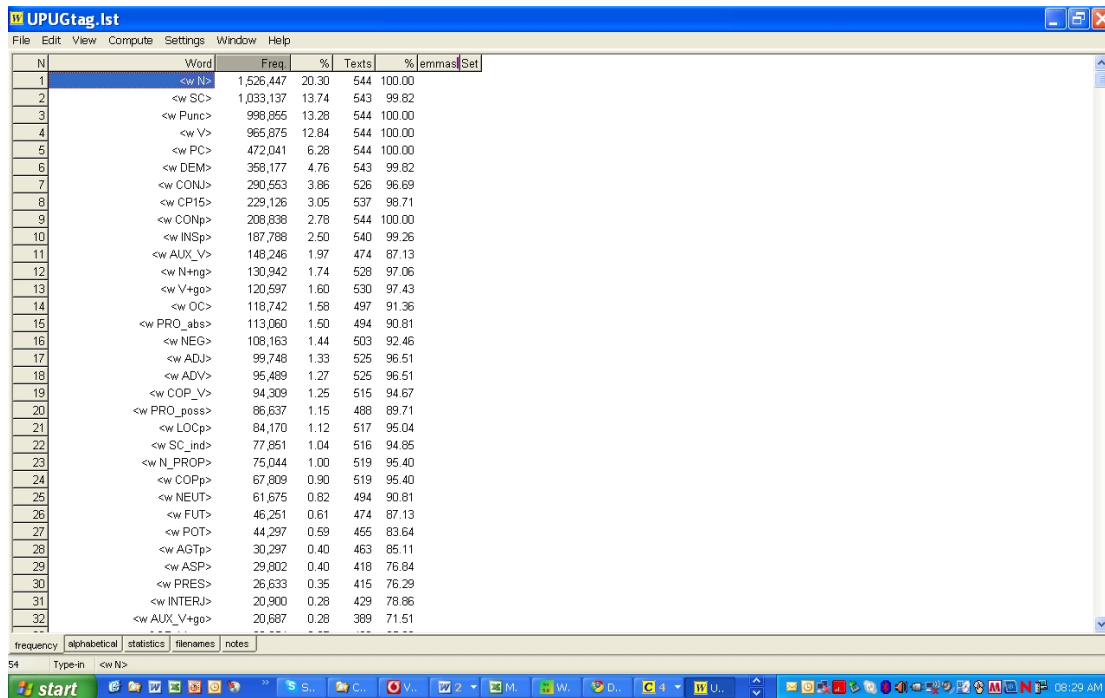 UPUGtag.lst
File Edit View Compute Settings Window Help
N Word Freq. % Texts % emmas Set
1 <w N> 1,526,447 20.30 544 100.00
2 <w SC> 1,033,137 13.74 543 99.82
3 <w Punc> 998,855 13.28 544 100.00
4 <w V> 965,875 12.84 544 100.00
5 <w PC> 472,041 6.28 544 100.00
6 <w DEM> 358,177 4.76 543 99.82
7 <w CONJ> 290,553 3.86 526 96.69
8 <w CP15> 229,126 3.05 537 98.71
9 <w CONp> 208,838 2.78 544 100.00
10 <w INSp> 187,788 2.50 540 99.26
11 <w AUX_V> 148,246 1.97 474 87.13
12 <w N+ng> 130,942 1.74 528 97.06
13 <w V+go> 120,597 1.60 530 97.43
14 <w OC> 118,742 1.58 497 91.36
15 <w PRO_abs> 113,060 1.50 494 90.81
16 <w NEG> 108,163 1.44 503 92.46
17 <w ADJ> 99,748 1.33 525 96.51
18 <w ADV> 95,489 1.27 525 96.51
19 <w COP_V> 94,309 1.25 515 94.67
20 <w PRO_poss> 86,637 1.15 488 89.71
21 <w LOCp> 84,170 1.12 517 95.04
22 <w SC_ind> 77,851 1.04 516 94.85
23 <w N_PROP> 75,044 1.00 519 95.40
24 <w COPp> 67,809 0.90 519 95.40
25 <w NEUT> 61,675 0.82 494 90.81
26 <w FUT> 46,251 0.61 474 87.13
27 <w POT> 44,297 0.59 455 83.64
28 <w AGTp> 30,297 0.40 463 85.11
29 <w ASP> 29,802 0.40 418 76.84
30 <w PRES> 26,633 0.35 415 76.29
31 <w INTERJ> 20,900 0.28 429 78.86
32 <w AUX_V+go> 20,687 0.28 389 71.51
frequency alphabetical statistics filenames notes
54 Type-in <w N>
start S.. C.. V.. 2 M. W. D.. 4 U.. 08:29 AM